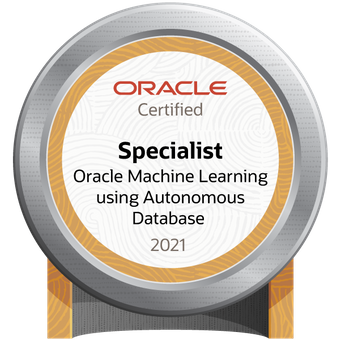 ORACLE
Certified
Specialist
Oracle Machine Learning
using Autonomous
Database
2021